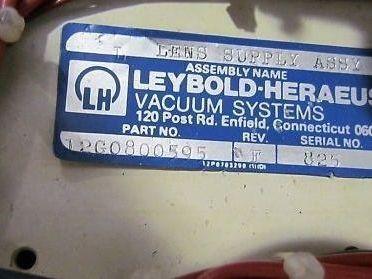 LENS SUPPLY ASSY
ASSEMBLY NAME
LH
LEYBOLD-HERAEUS
VACUUM SYSTEMS
120 Post Rd. Enfield, Connecticut 060
PART NO. REV. SERIAL NO.
12G0800595 F 825